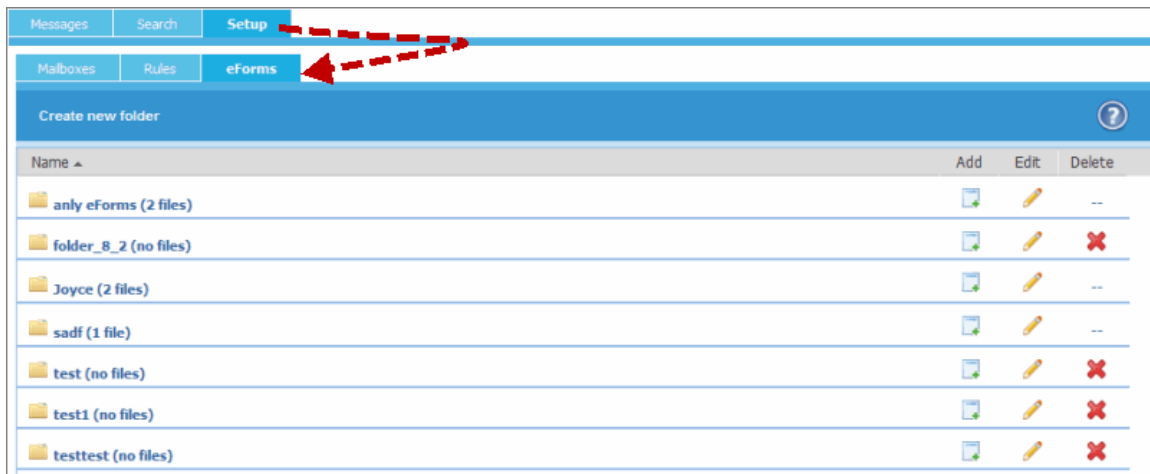 Messages Search Setup
Mailboxes Rules eForms
Create new folder ?
Name Add Edit Delete
anly eForms (2 files) --
folder_8_2 (no files)
Joyce (2 files) --
sadf (1 file) --
test (no files)
test1 (no files)
testtest (no files)